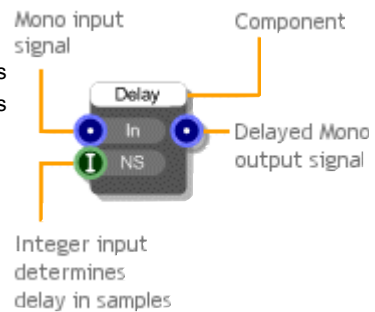 Mono input
signal
Component
s
s
Delay
In
I NS
Delayed Mono
output signal
Integer input
determines
delay in samples